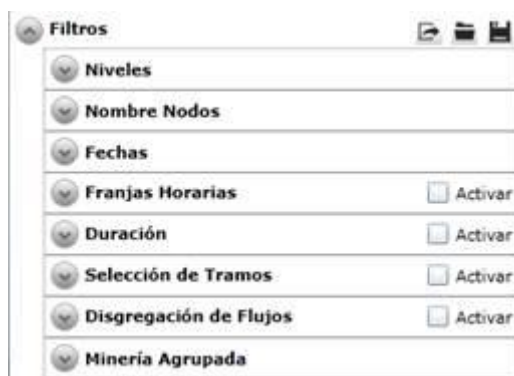 Filtros
Niveles
Nombre Nodos
Fechas
Franjas Horarias Activar
Duración Activar
Selección de Tramos Activar
Disgregación de Flujos Activar
Minería Agrupada